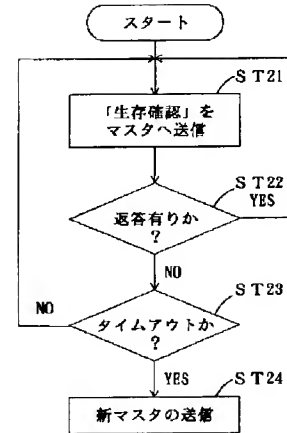 スタート
ST21
「生存確認」を
マスタへ送信
ST22
YES
返答有りか
?
NO
ST23
NO
タイムアウトか
?
YES
ST24
新マスタの送信